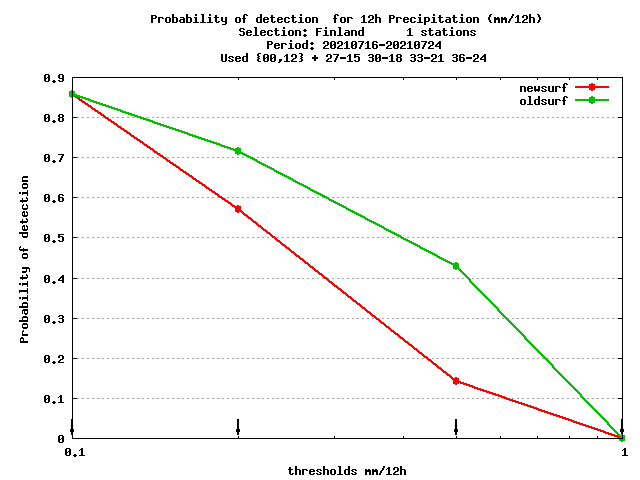 Probability of detection  for 12h Precipitation (mm/12h)
Selection: Finland      1 stations
Period: 20210716-20210724
Used {00,12} + 27-15 30-18 33-21 36-24
newsurf
oldsurf
0.9
0.8
0.7
0.6
0.5
0.4
0.3
0.2
0.1
0
Probability of detection
0.1
1
thresholds mm/12h